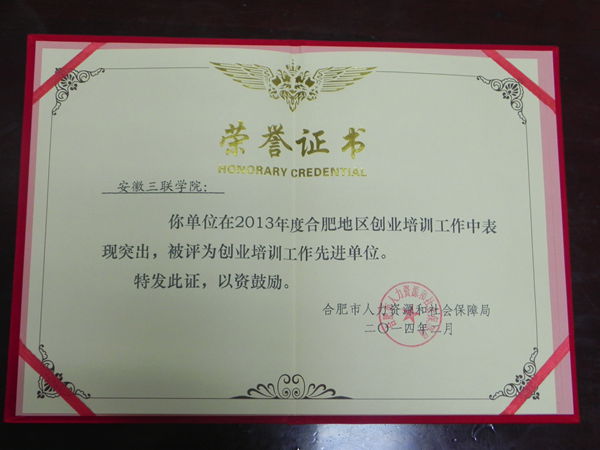 荣誉证书
HONORARY CREDENTIAL
安徽三联学院：
你单位在2013年度合肥地区创业培训工作中表
现突出，被评为创业培训工作先进单位。
特发此证，以资鼓励。
合肥市人力资源和社会保障局
二〇一四年二月